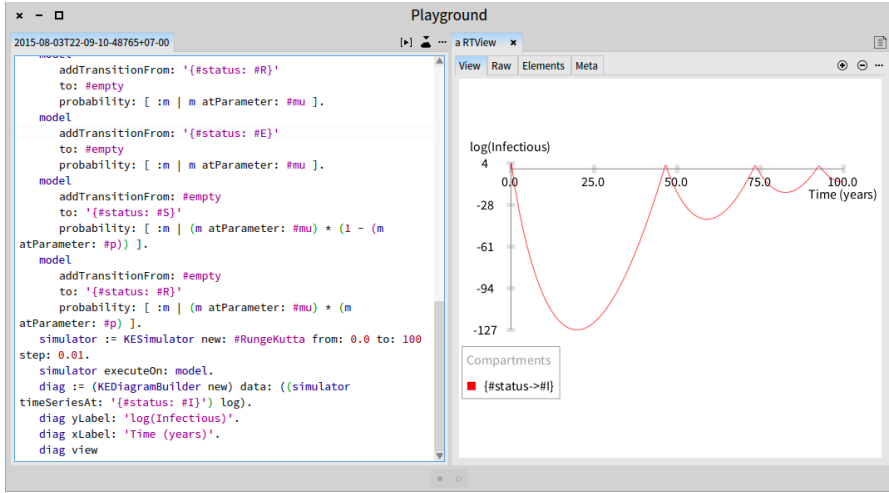 Playground
2015-08-03T22-09-10-48765+07-00
a RTView
View Raw Elements Meta
model
addTransitionFrom: '{#status: #R}'
to: #empty
probability: [ :m | m atParameter: #mu ].
model
addTransitionFrom: '{#status: #E}'
to: #empty
probability: [ :m | m atParameter: #mu ].
model
addTransitionFrom: #empty
to: '{#status: #S}'
probability: [ :m | (m atParameter: #mu) * (1 - (m
atParameter: #p)) ].
model
addTransitionFrom: #empty
to: '{#status: #R}'
probability: [ :m | (m atParameter: #mu) * (m
atParameter: #p) ].
simulator := KESimulator new: #RungeKutta from: 0.0 to: 100
step: 0.01.
simulator executeOn: model.
diag := (KEDiagramBuilder new) data: ((simulator
timeSeriesAt: '{#status: #I}') log).
diag yLabel: 'log(Infectious)'.
diag xLabel: 'Time (years)'.
diag view
log(Infectious)
4
0.0 25.0 50.0 75.0 100.0
Time (years)
-28
-61
-94
-127
Compartments
{#status->#I}